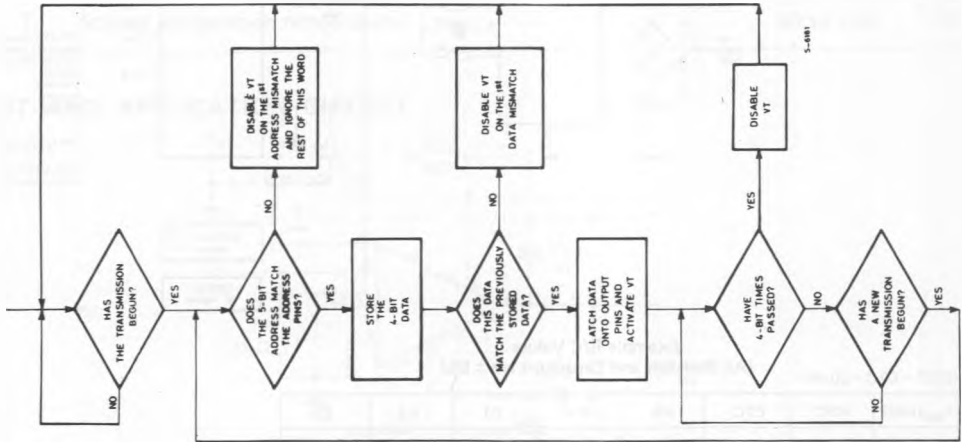 HAS
THE TRANSMISSION
BEGUN?
NO
YES
DOES
THE 5-BIT
ADDRESS MATCH
THE ADDRESS
PINS?
NO
DISABLE VT
ON THE 1st
ADDRESS MISMATCH
AND IGNORE THE
REST OF THIS WORD
YES
STORE
THE
4-BIT
DATA
DOES
THIS DATA
MATCH THE PREVIOUSLY
STORED
DATA?
NO
DISABLE VT
ON THE 1st
DATA MISMATCH
YES
LATCH DATA
ONTO OUTPUT
PINS AND
ACTIVATE VT
HAVE
4-BIT TIMES
PASSED?
YES
DISABLE
VT
NO
HAS
A NEW
TRANSMISSION
BEGUN?
NO
YES
S-6181